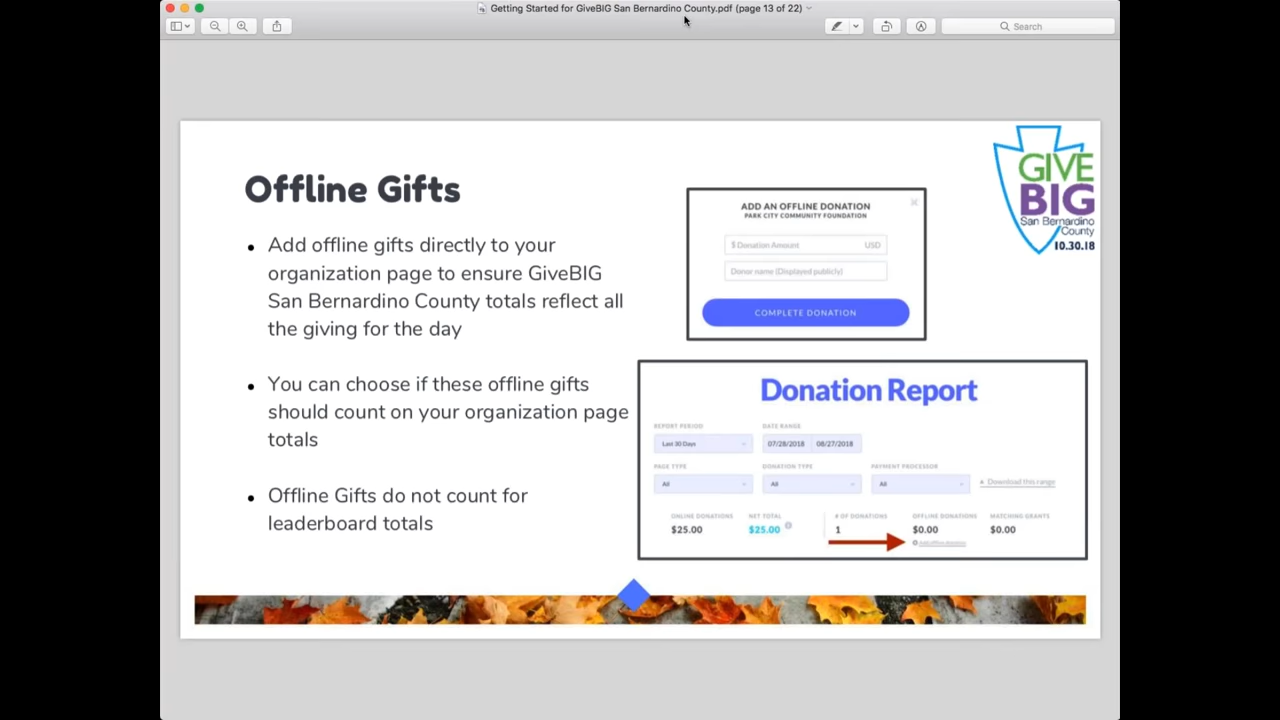 Getting Started for GiveBIG San Bernardino County.pdf (page 13 of 22)
Search
GIVE
BIG
San Bernardino
County
10.30.18
Offline Gifts
• Add offline gifts directly to your
organization page to ensure GiveBIG
San Bernardino County totals reflect all
the giving for the day
• You can choose if these offline gifts
should count on your organization page
totals
• Offline Gifts do not count for
leaderboard totals
ADD AN OFFLINE DONATION
PARK CITY COMMUNITY FOUNDATION
$ Donation Amount USD
Donor name (Displayed publicly)
COMPLETE DONATION
Donation Report
REPORT PERIOD DATE RANGE
Last 30 Days 07/28/2018 08/27/2018
PAGE TYPE DONATION TYPE PAYMENT PROCESSOR
All All All Download this range
ONLINE DONATIONS NET TOTAL # OF DONATIONS OFFLINE DONATIONS MATCHING GRANTS
$25.00 $25.00 1 $0.00 $0.00
Add offline donation